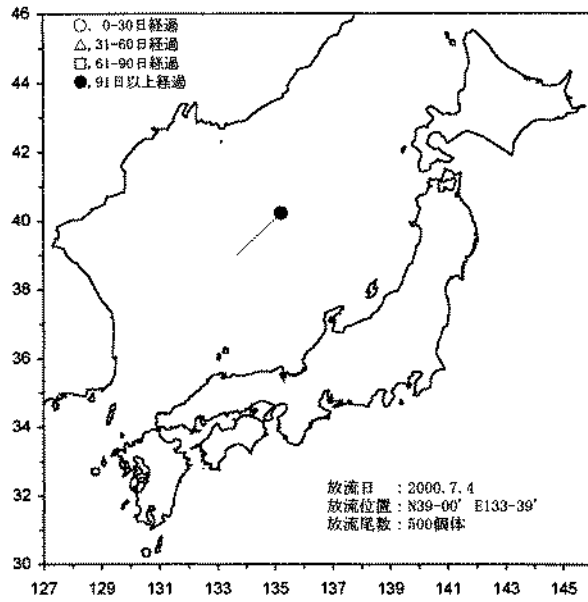 46
○, 0-30日経過
△, 31-60日経過
□, 61-90日経過
●, 91日以上経過
44
42
40
38
36
34
32
30
放流日 : 2000.7.4
放流位置 : N39-00' E133-39'
放流尾数 : 500個体
127 129 131 133 135 137 139 141 143 145